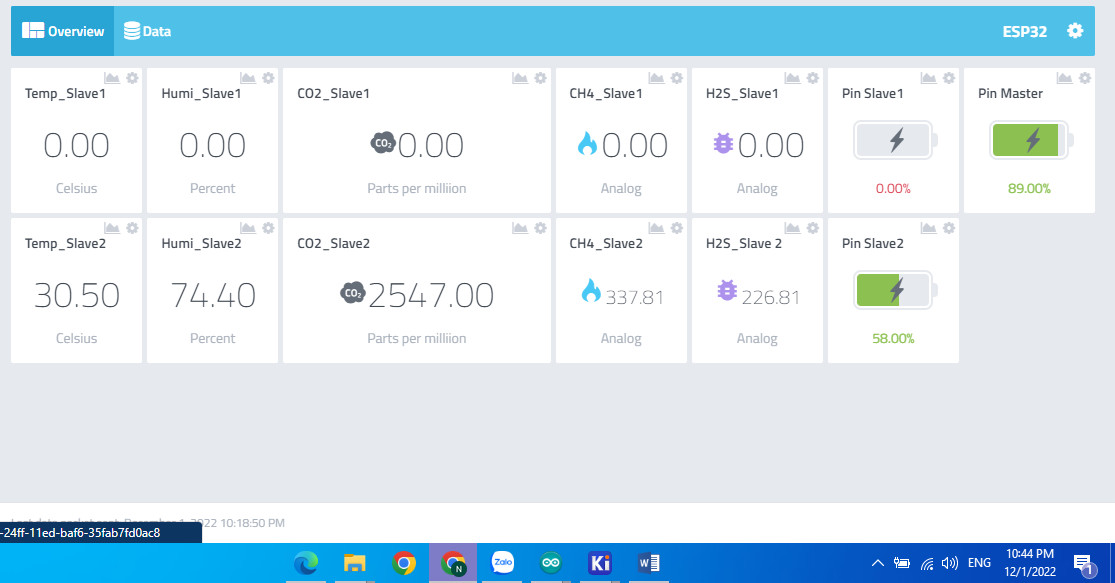 Overview Data ESP32
Temp_Slave1 Humi_Slave1 CO2_Slave1 CH4_Slave1 H2S_Slave1 Pin Slave1 Pin Master
0.00 0.00 CO₂ 0.00 0.00 0.00
Celsius Percent Parts per milliion Analog Analog 0.00% 89.00%
Temp_Slave2 Humi_Slave2 CO2_Slave2 CH4_Slave2 H2S_Slave 2 Pin Slave2
30.50 74.40 CO₂ 2547.00 337.81 226.81
Celsius Percent Parts per milliion Analog Analog 58.00%
2022 10:18:50 PM
-24ff-11ed-baf6-35fab7fd0ac8
N Zalo Ki W ENG 10:44 PM
12/1/2022 1